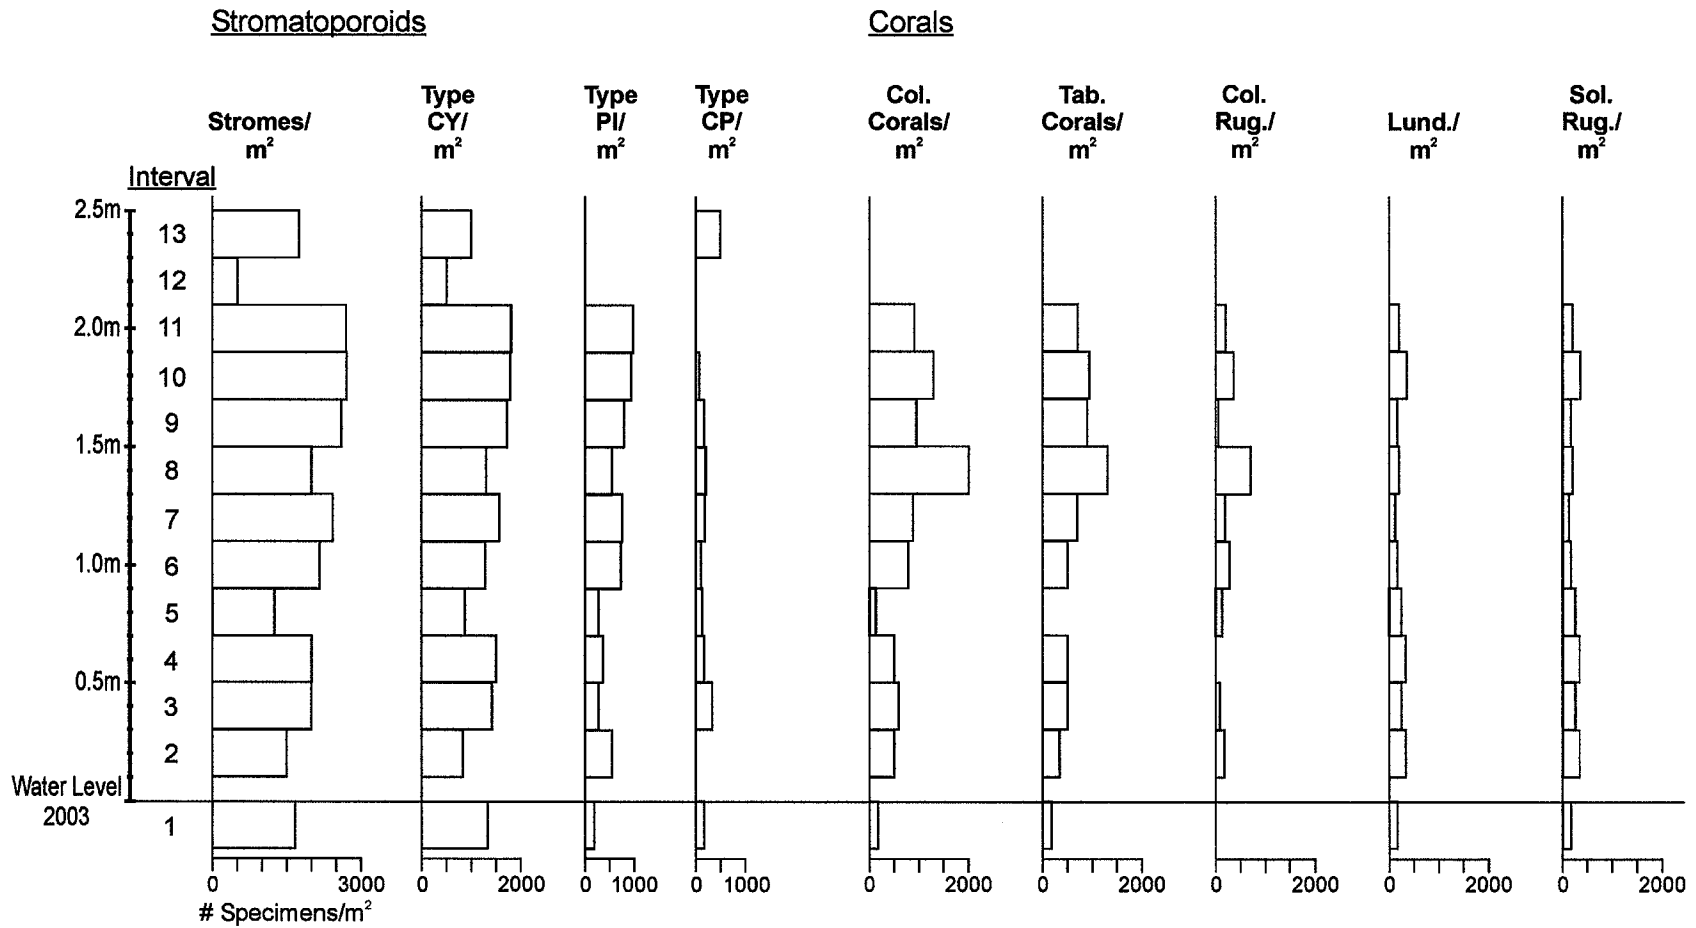 Stromatoporoids
Corals
Stromes/
m²
Type
CY/
m²
Type
PI/
m²
Type
CP/
m²
Col.
Corals/
m²
Tab.
Corals/
m²
Col.
Rug./
m²
Lund./
m²
Sol.
Rug./
m²
Interval
2.5m
13
12
2.0m
11
10
9
1.5m
8
7
1.0m
6
5
4
0.5m
3
2
Water Level
2003
1
0 3000
0 2000
0 1000
0 1000
0 2000
0 2000
0 2000
0 2000
0 2000
# Specimens/m²